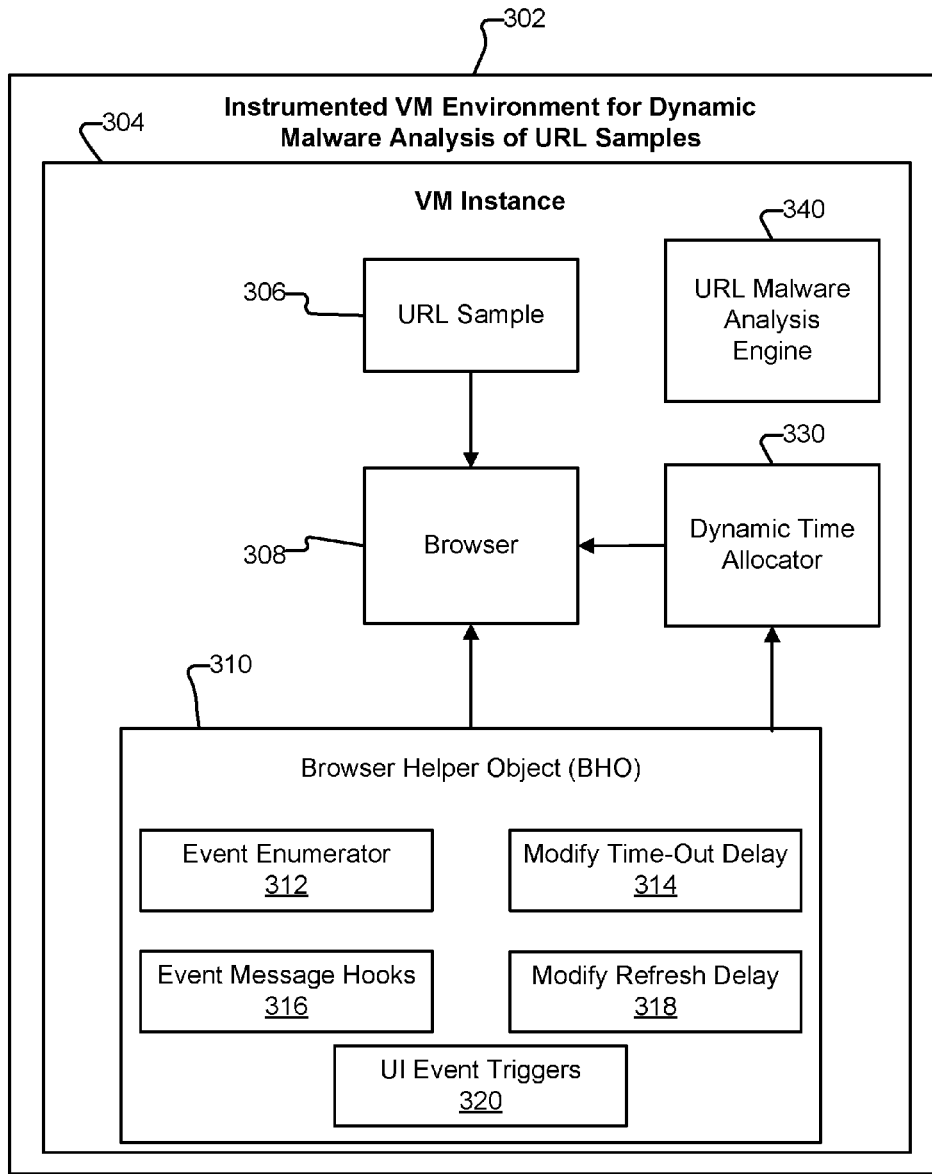 302
Instrumented VM Environment for Dynamic
Malware Analysis of URL Samples
304
VM Instance
340
306
URL Sample
URL Malware
Analysis
Engine
330
308
Browser
Dynamic Time
Allocator
310
Browser Helper Object (BHO)
Event Enumerator
312
Modify Time-Out Delay
314
Event Message Hooks
316
Modify Refresh Delay
318
UI Event Triggers
320